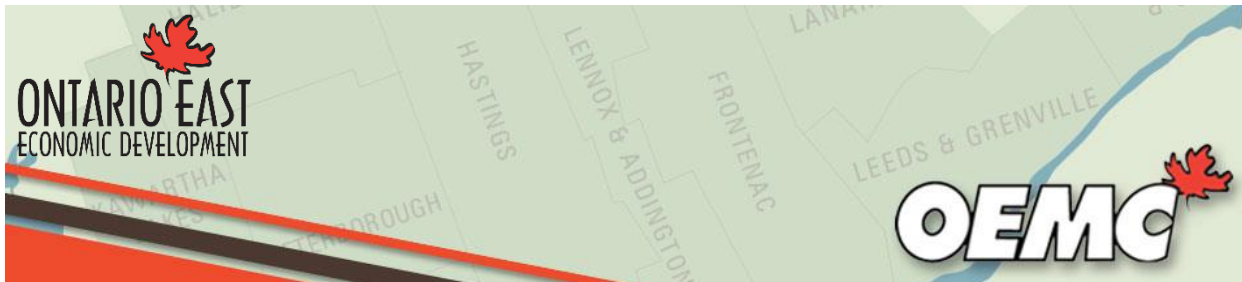 ONTARIO EAST
ECONOMIC DEVELOPMENT
HASTINGS
LENNOX & ADDINGTON
FRONTENAC
LEEDS & GRENVILLE
OEMC